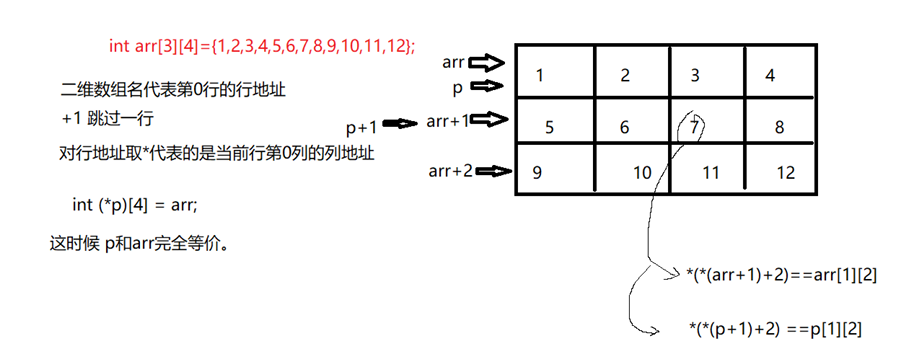 int arr[3][4]={1,2,3,4,5,6,7,8,9,10,11,12};
二维数组名代表第0行的行地址
+1 跳过一行
对行地址取*代表的是当前行第0列的列地址
int (*p)[4] = arr;
这时候 p和arr完全等价。
arr
p
1 2 3 4
p+1 arr+1
5 6 7 8
arr+2
9 10 11 12
*(*(arr+1)+2)==arr[1][2]
*(*(p+1)+2) ==p[1][2]